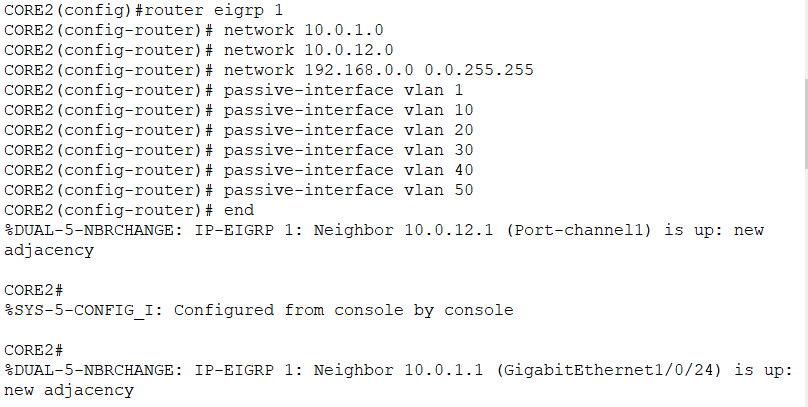 CORE2(config)#router eigrp 1
CORE2(config-router)# network 10.0.1.0
CORE2(config-router)# network 10.0.12.0
CORE2(config-router)# network 192.168.0.0 0.0.255.255
CORE2(config-router)# passive-interface vlan 1
CORE2(config-router)# passive-interface vlan 10
CORE2(config-router)# passive-interface vlan 20
CORE2(config-router)# passive-interface vlan 30
CORE2(config-router)# passive-interface vlan 40
CORE2(config-router)# passive-interface vlan 50
CORE2(config-router)# end
%DUAL-5-NBRCHANGE: IP-EIGRP 1: Neighbor 10.0.12.1 (Port-channel1) is up: new
adjacency
CORE2#
%SYS-5-CONFIG_I: Configured from console by console
CORE2#
%DUAL-5-NBRCHANGE: IP-EIGRP 1: Neighbor 10.0.1.1 (GigabitEthernet1/0/24) is up:
new adjacency